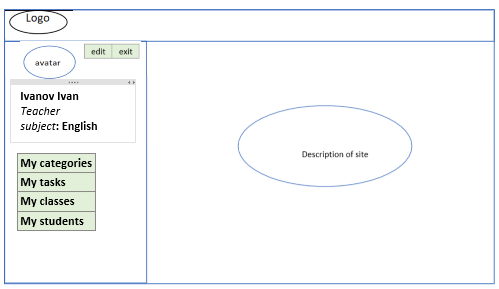 Logo
avatar
edit exit
Ivanov Ivan
Teacher
subject: English
My categories
My tasks
My classes
My students
Description of site